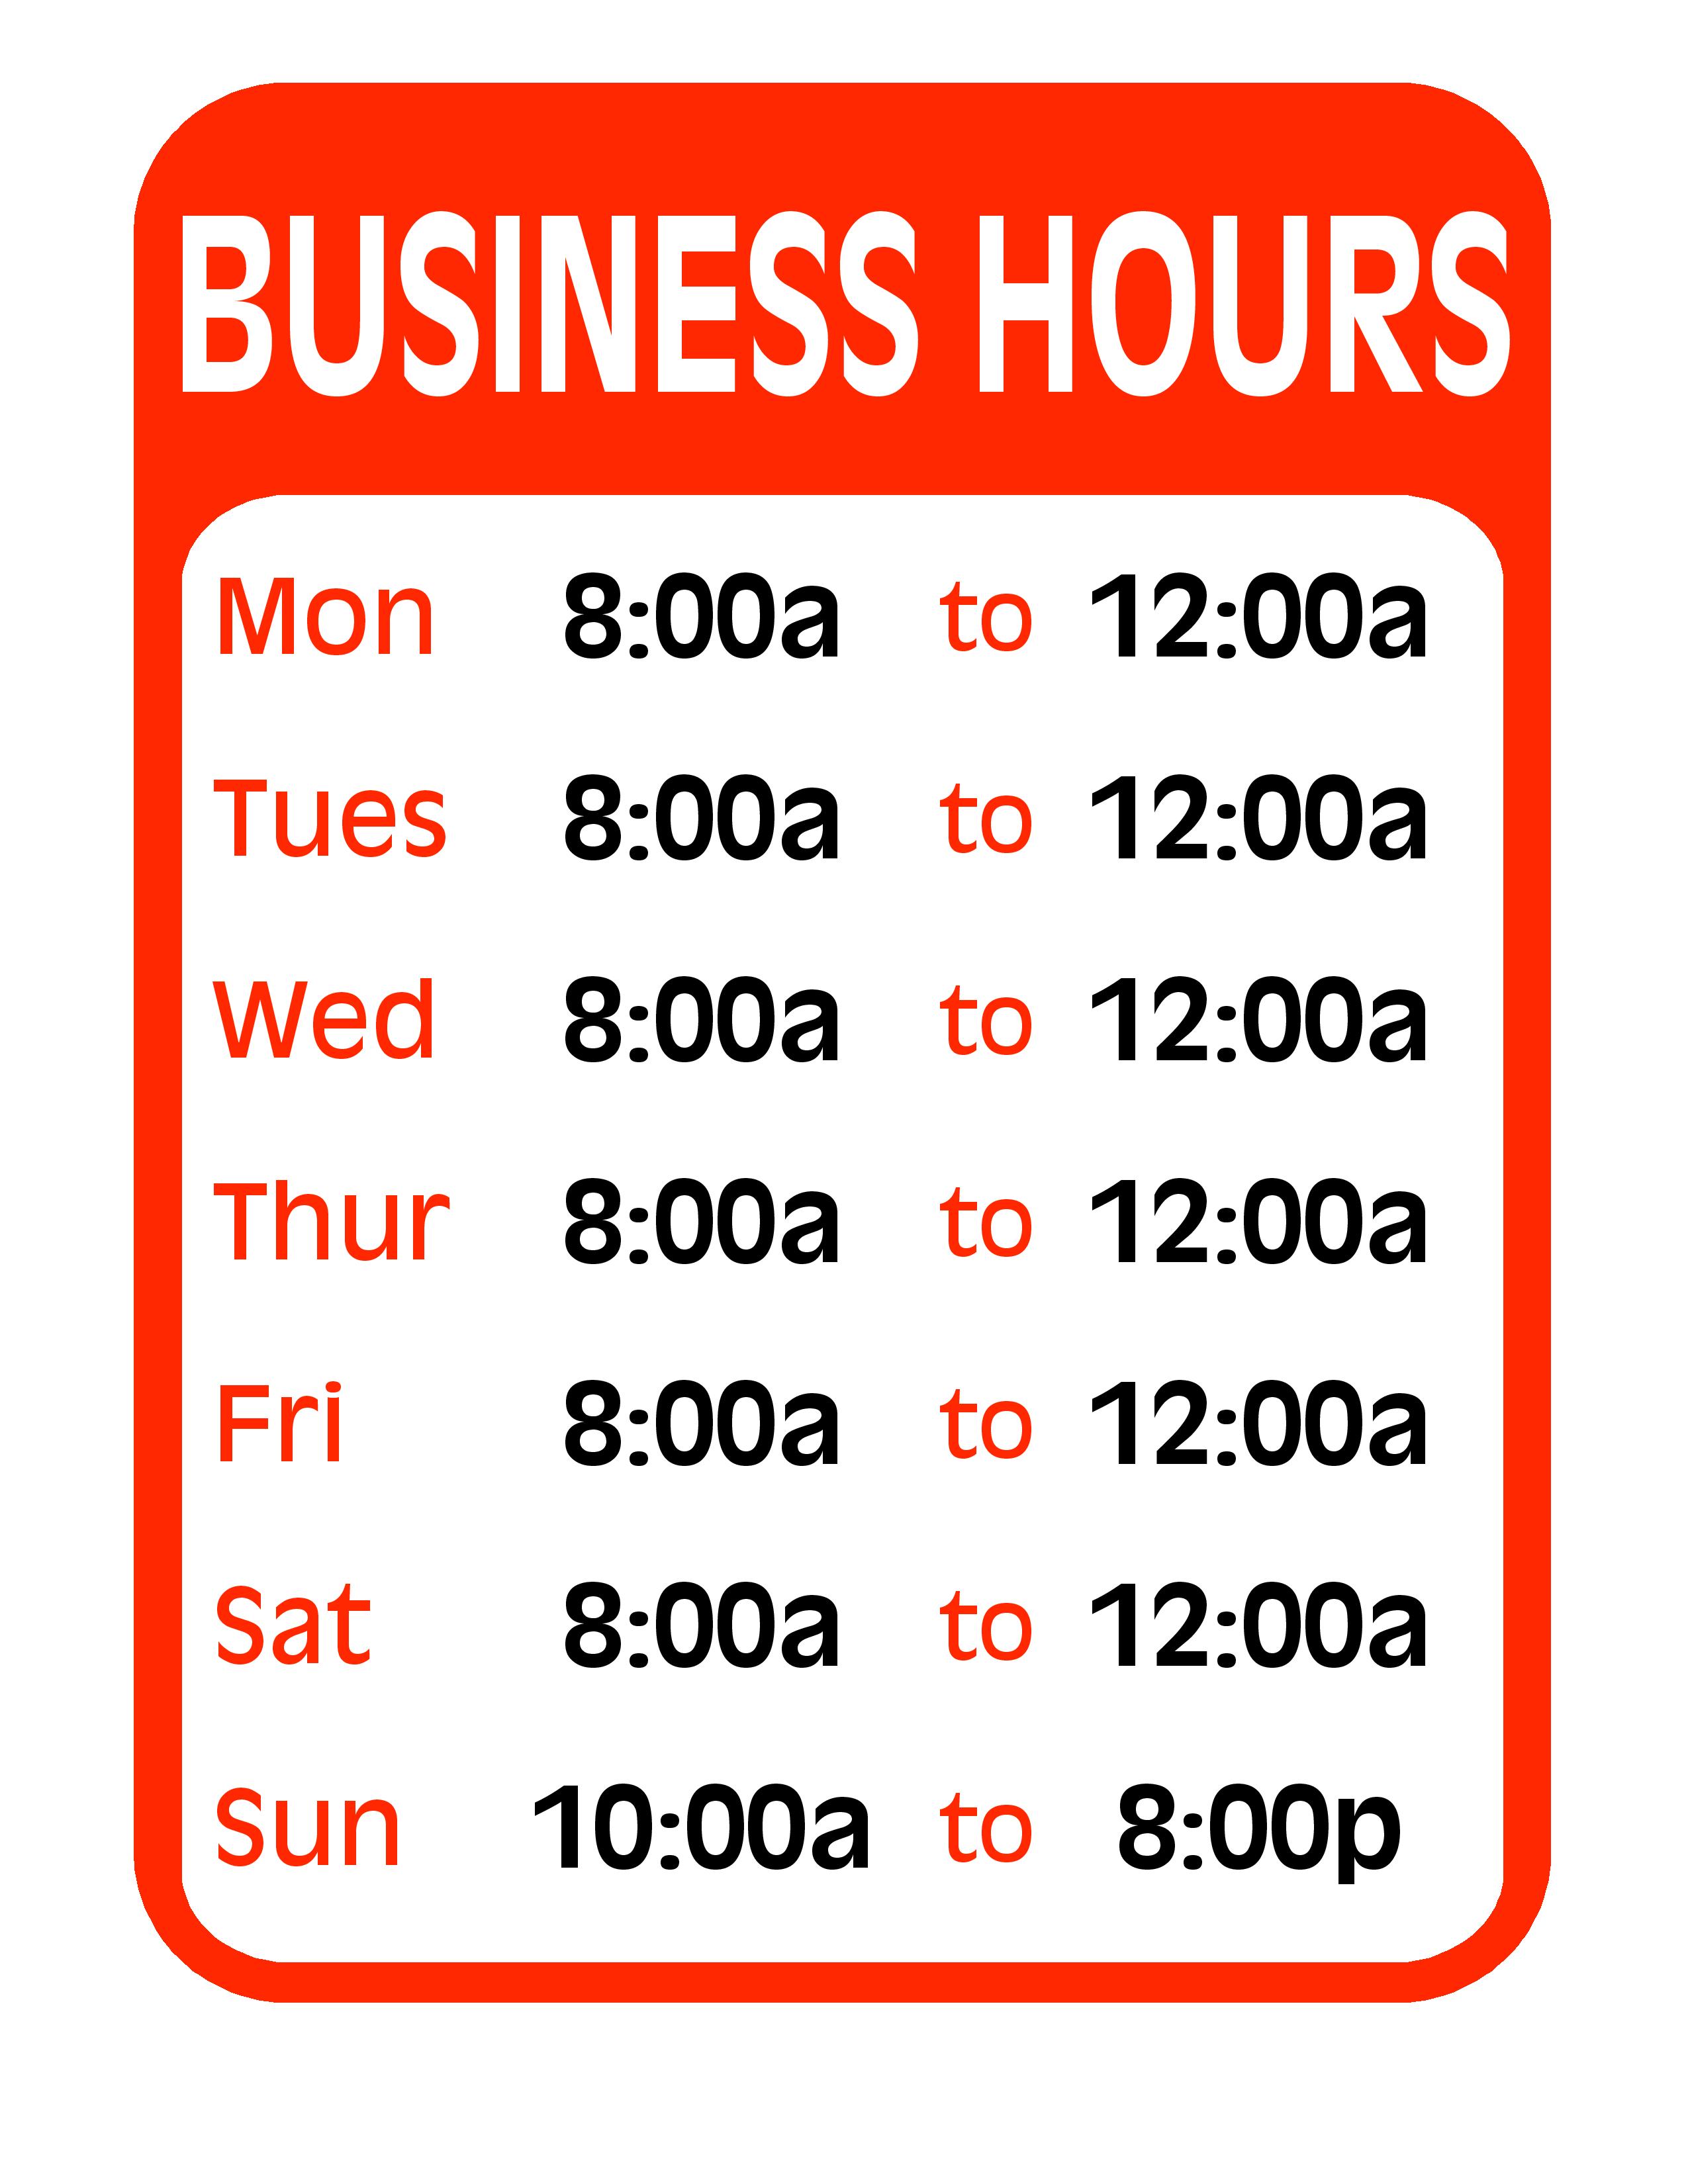 BUSINESS HOURS
Mon 8:00a to 12:00a
Tues 8:00a to 12:00a
Wed 8:00a to 12:00a
Thur 8:00a to 12:00a
Fri 8:00a to 12:00a
Sat 8:00a to 12:00a
Sun 10:00a to 8:00p